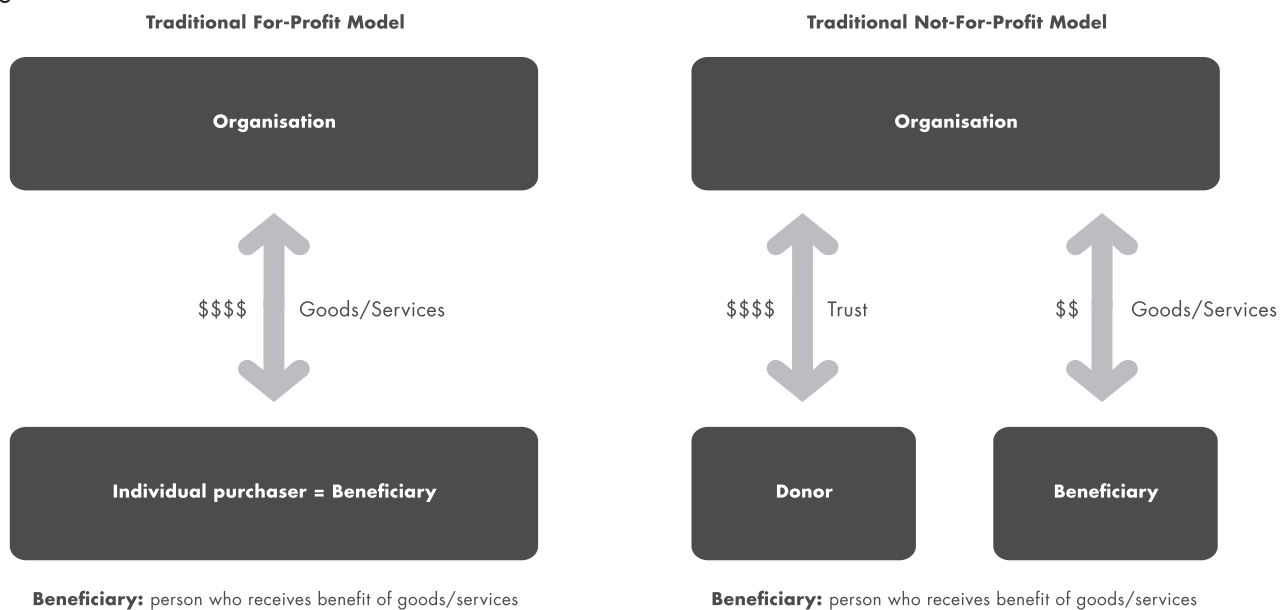 Traditional For-Profit Model
Organisation
$$$$ Goods/Services
Individual purchaser = Beneficiary
Beneficiary: person who receives benefit of goods/services
Traditional Not-For-Profit Model
Organisation
$$$$ Trust
$$ Goods/Services
Donor
Beneficiary
Beneficiary: person who receives benefit of goods/services